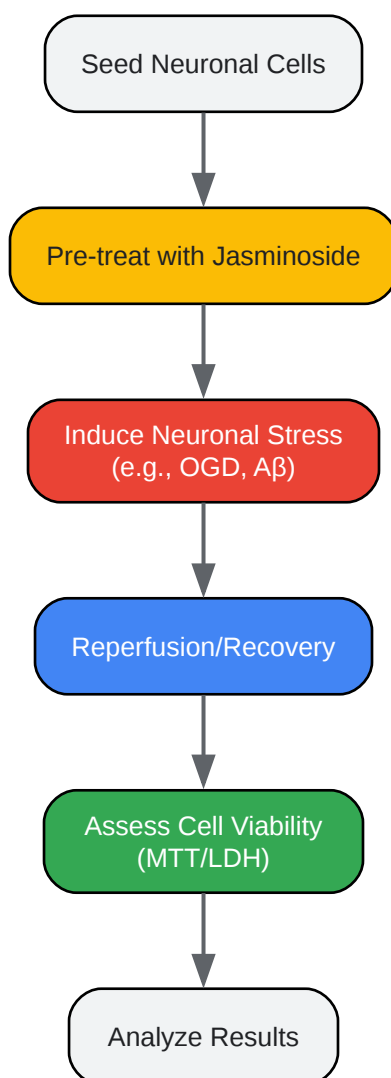 Seed Neuronal Cells
Pre-treat with Jasminoside
Induce Neuronal Stress
(e.g., OGD, Aβ)
Reperfusion/Recovery
Assess Cell Viability
(MTT/LDH)
Analyze Results